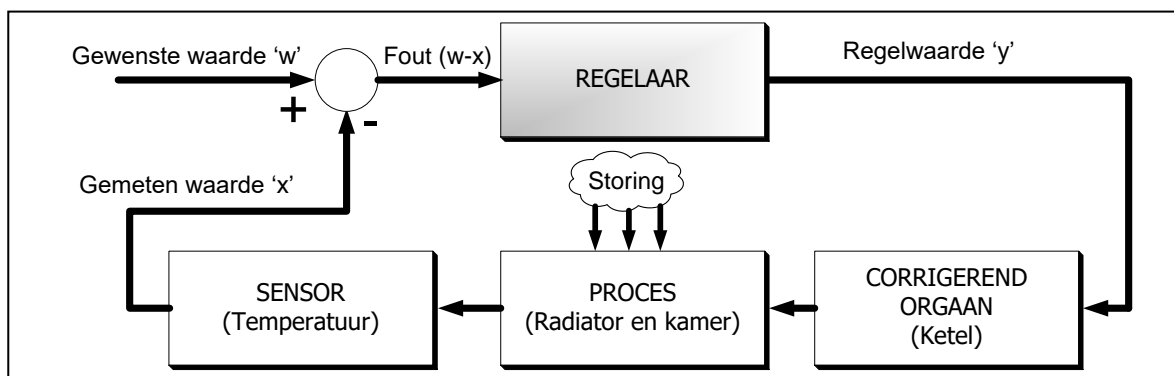 Gewenste waarde ‘w’
+
-
Fout (w-x)
REGELAAR
Regelwaarde ‘y’
Gemeten waarde ‘x’
Storing
SENSOR
(Temperatuur)
PROCES
(Radiator en kamer)
CORRIGEREND
ORGAAN
(Ketel)